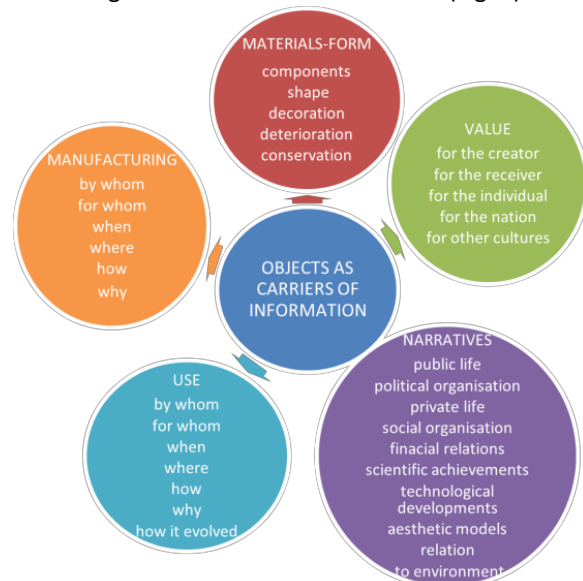 MATERIALS-FORM
components
shape
decoration
deterioration
conservation
VALUE
for the creator
for the receiver
for the individual
for the nation
for other cultures
MANUFACTURING
by whom
for whom
when
where
how
why
OBJECTS AS
CARRIERS OF
INFORMATION
USE
by whom
for whom
when
where
how
why
how it evolved
NARRATIVES
public life
political organisation
private life
social organisation
finacial relations
scientific achievements
technological
developments
aesthetic models
relation
to environment